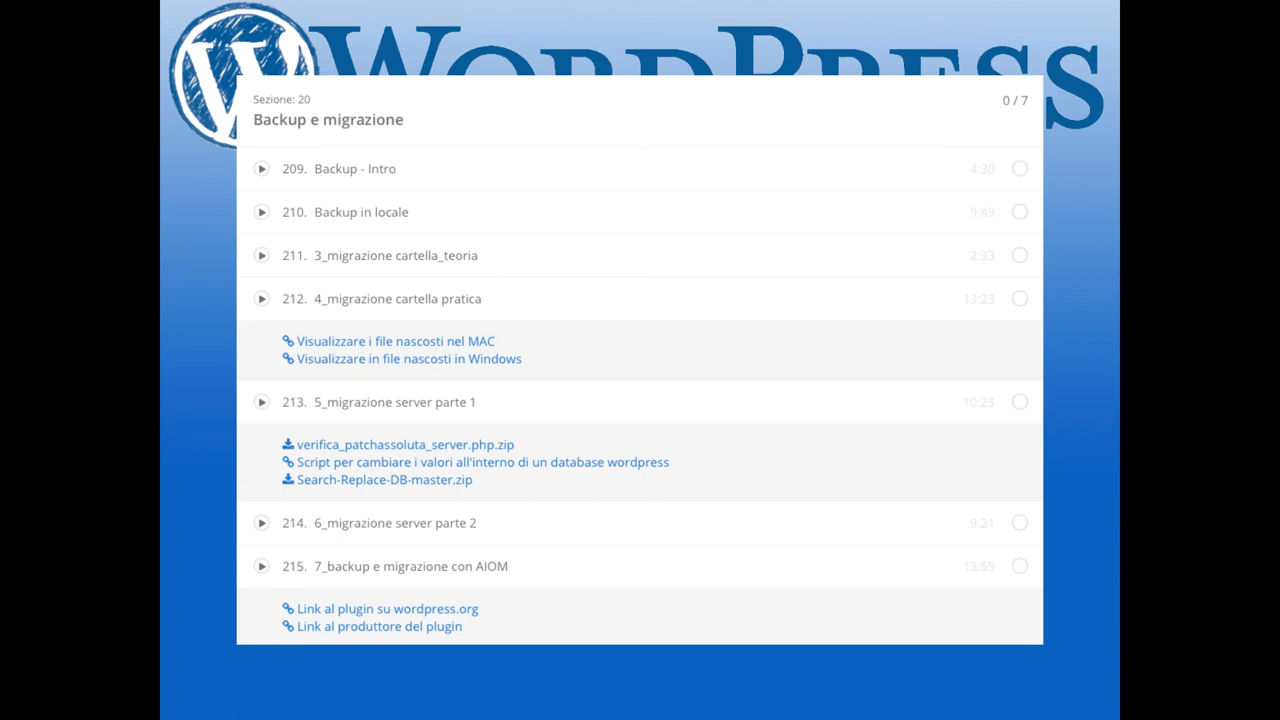 WORDPRESS
Sezione: 20
0 / 7
Backup e migrazione
209. Backup - Intro 4:30
210. Backup in locale 9:49
211. 3_migrazione cartella_teoria 2:33
212. 4_migrazione cartella pratica 13:23
Visualizzare i file nascosti nel MAC
Visualizzare in file nascosti in Windows
213. 5_migrazione server parte 1 10:23
verifica_patchassoluta_server.php.zip
Script per cambiare i valori all'interno di un database wordpress
Search-Replace-DB-master.zip
214. 6_migrazione server parte 2 9:21
215. 7_backup e migrazione con AIOM 13:55
Link al plugin su wordpress.org
Link al produttore del plugin